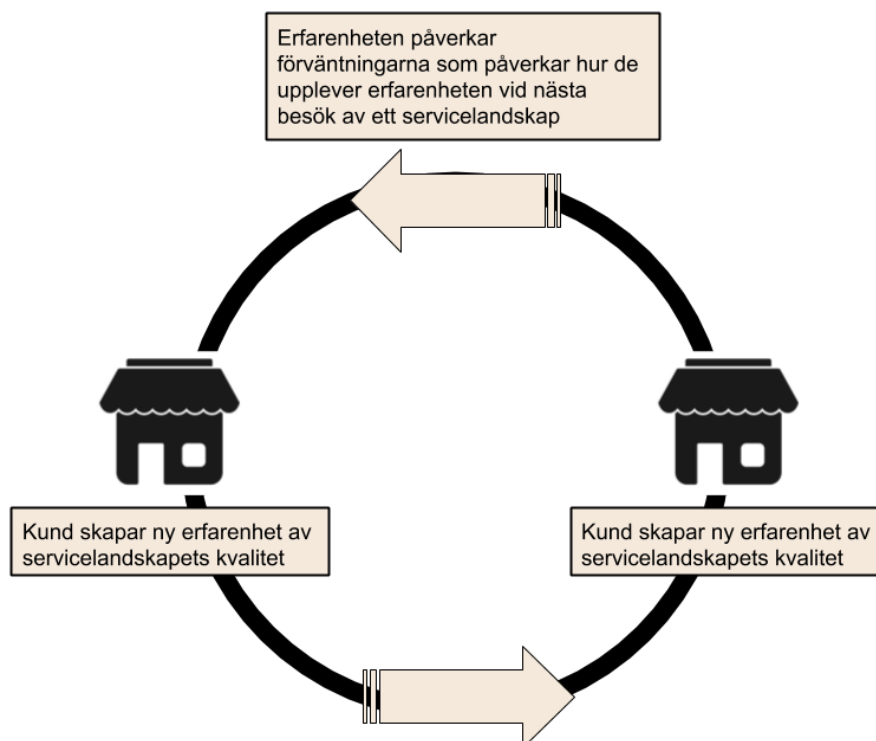 Erfarenheten påverkar
förväntningarna som påverkar hur de
upplever erfarenheten vid nästa
besök av ett servicelandskap
Kund skapar ny erfarenhet av
servicelandskapets kvalitet
Kund skapar ny erfarenhet av
servicelandskapets kvalitet